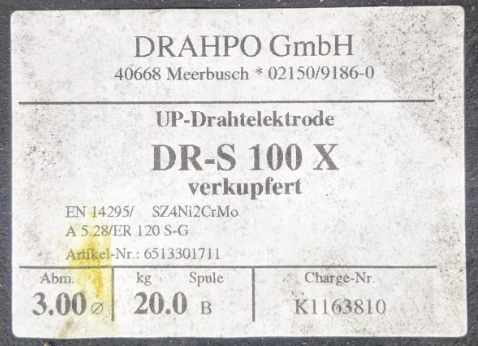 DRAHPO GmbH
40668 Meerbusch * 02150/9186-0
UP-Drahtelektrode
DR-S 100 X
verkupfert
EN 14295/ SZ4Ni2CrMo
A 5.28/ER 120 S-G
Artikel-Nr.: 6513301711
Abm. kg Spule Charge-Nr.
3.00 ⌀ 20.0 B K1163810